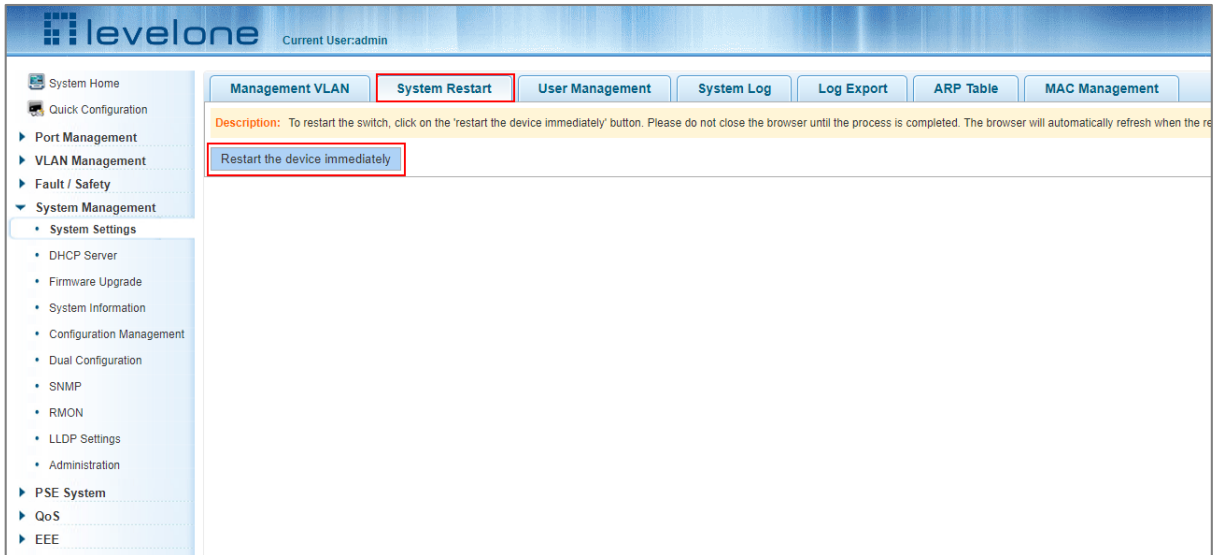 levelone Current User:admin
System Home
Quick Configuration
Port Management
VLAN Management
Fault / Safety
System Management
System Settings
DHCP Server
Firmware Upgrade
System Information
Configuration Management
Dual Configuration
SNMP
RMON
LLDP Settings
Administration
PSE System
QoS
EEE
Management VLAN System Restart User Management System Log Log Export ARP Table MAC Management
Description: To restart the switch, click on the 'restart the device immediately' button. Please do not close the browser until the process is completed. The browser will automatically refresh when the re
Restart the device immediately